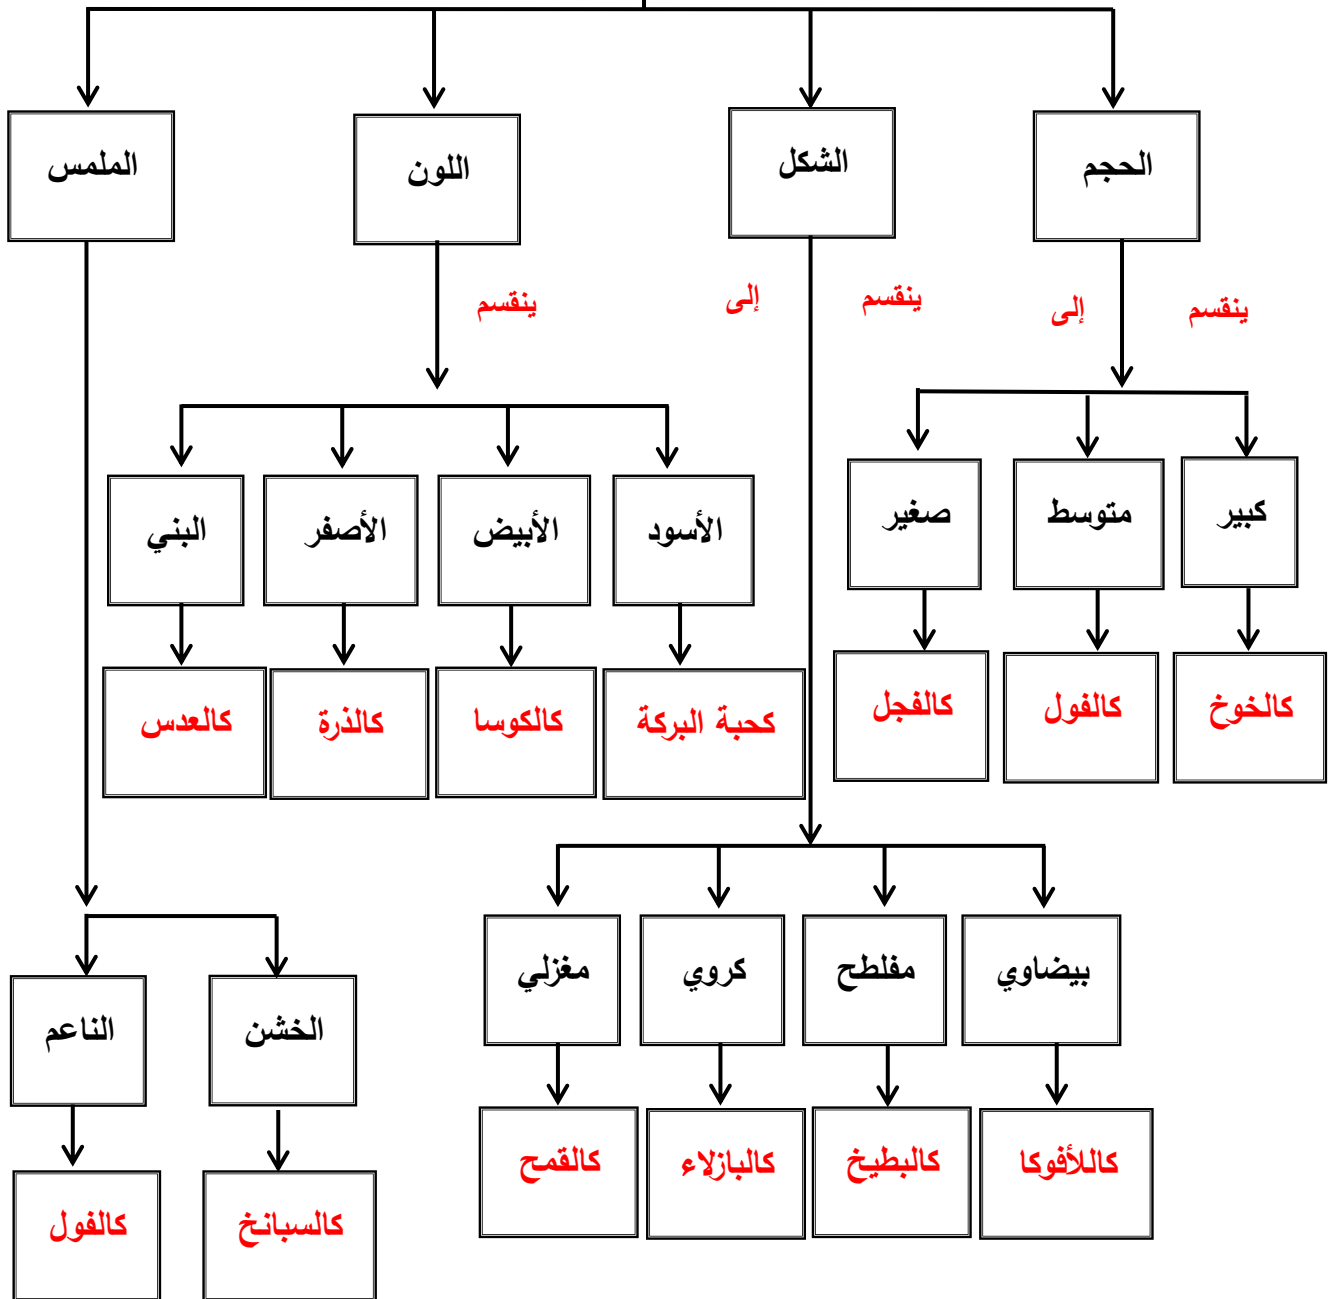 الحجم
الشكل
اللون
الملمس
ينقسم
إلى
ينقسم
إلى
ينقسم
كبير
متوسط
صغير
الأسود
الأبيض
الأصفر
البني
كالخوخ
كالفول
كالفجل
كحبة البركة
كالكوسا
كالذرة
كالعدس
بيضاوي
مفلطح
كروي
مغزلي
الخشن
الناعم
كاللأفوكا
كالبطيخ
كالبازلاء
كالقمح
كالسبانخ
كالفول